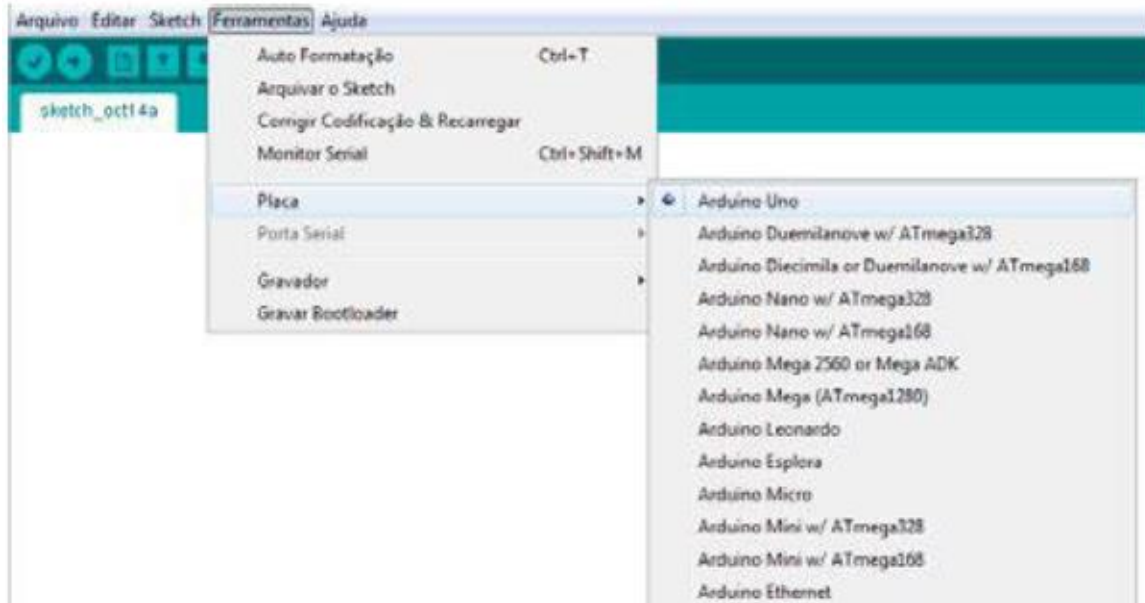 Arquivo Editar Sketch Ferramentas Ajuda
sketch_oct14a
Auto Formatação Ctrl+T
Arquivar o Sketch
Corrigir Codificação & Recarregar
Monitor Serial Ctrl+Shift+M
Placa
Porta Serial
Gravador
Gravar Bootloader
Arduino Uno
Arduino Duemilanove w/ ATmega328
Arduino Diecimila or Duemilanove w/ ATmega168
Arduino Nano w/ ATmega328
Arduino Nano w/ ATmega168
Arduino Mega 2560 or Mega ADK
Arduino Mega (ATmega1280)
Arduino Leonardo
Arduino Esplora
Arduino Micro
Arduino Mini w/ ATmega328
Arduino Mini w/ ATmega168
Arduino Ethernet